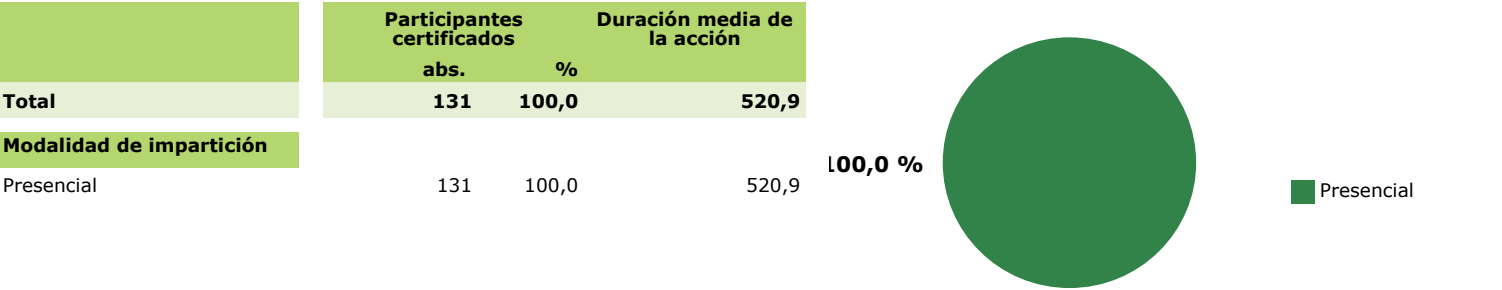 Participantes certificados
Duración media de la acción
abs. %
Total 131 100,0 520,9
Modalidad de impartición
Presencial 131 100,0 520,9
100,0 %
Presencial